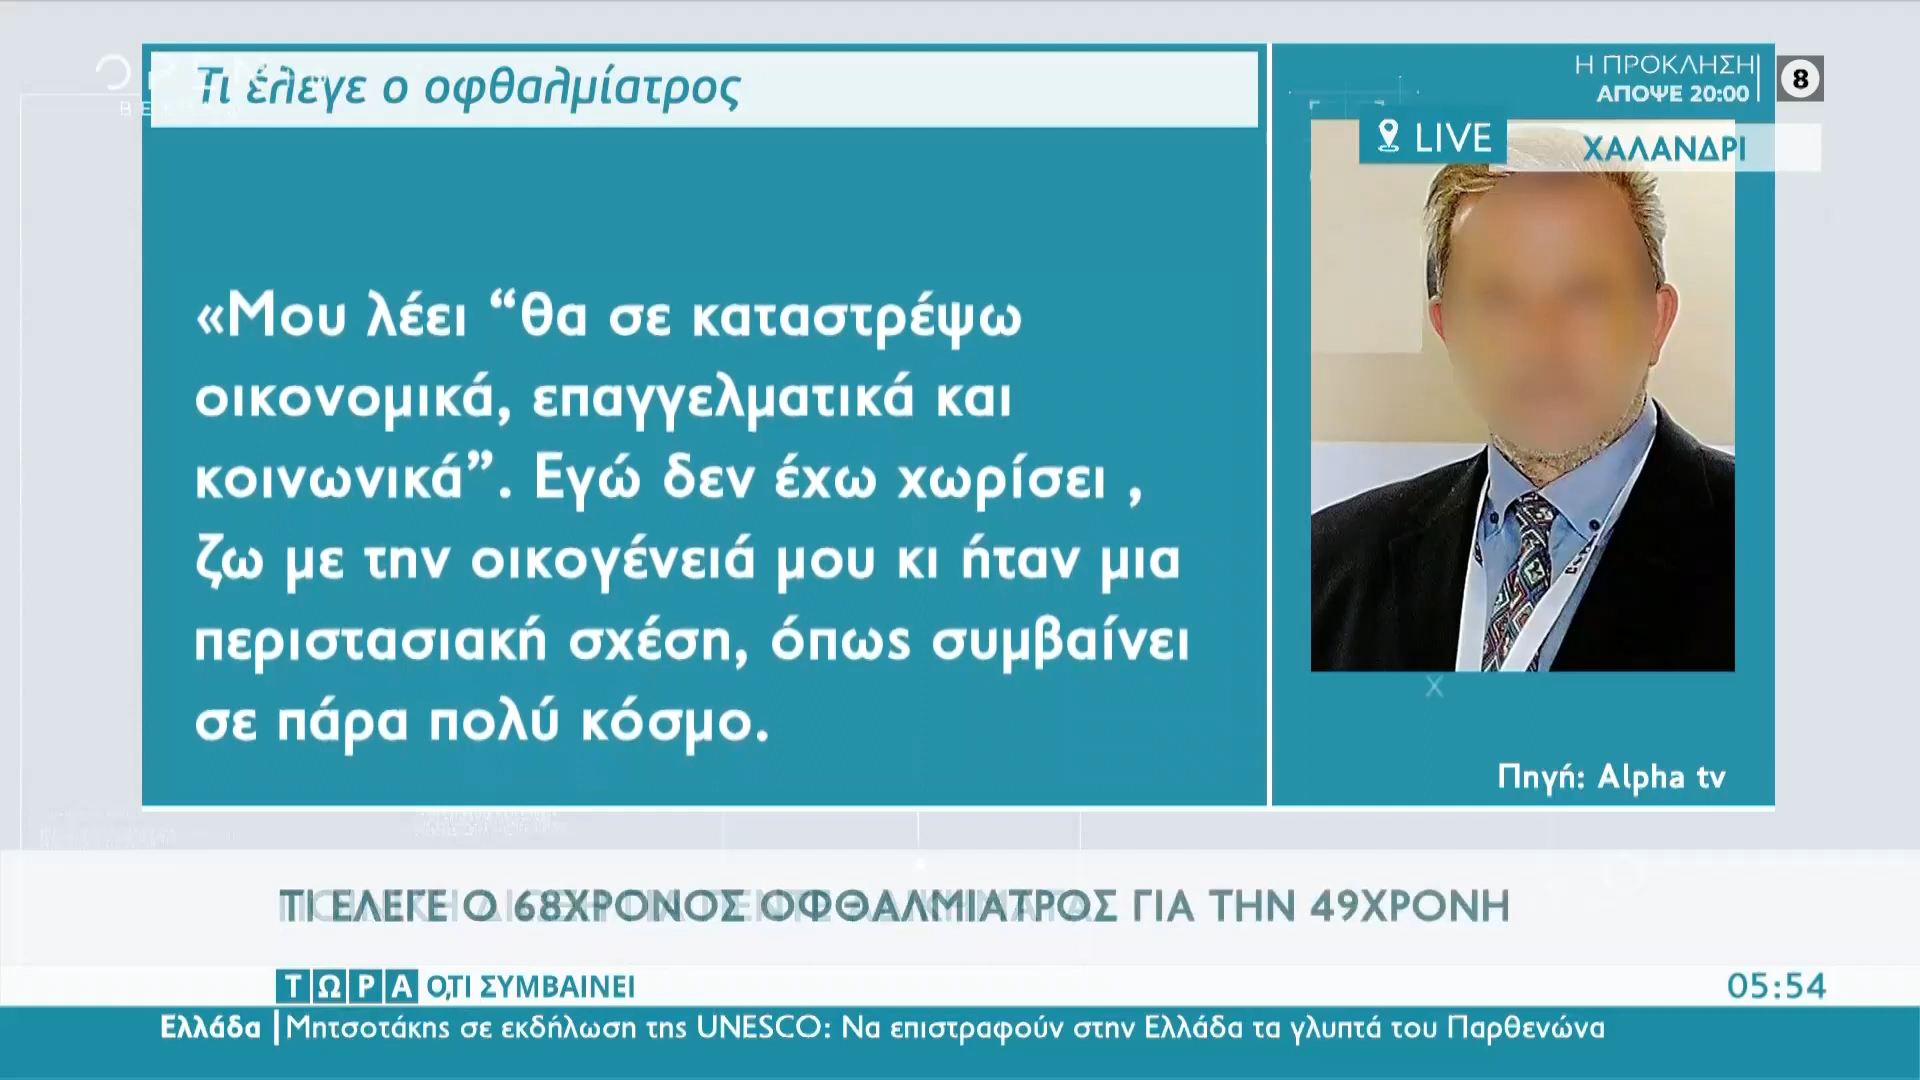 OPEN
Τι έλεγε ο οφθαλμίατρος
Η ΠΡΟΚΛΗΣΗ
ΑΠΟΨΕ 20:00
8
LIVE
ΧΑΛΑΝΔΡΙ
«Μου λέει “θα σε καταστρέψω
οικονομικά, επαγγελματικά και
κοινωνικά”. Εγώ δεν έχω χωρίσει ,
ζω με την οικογένειά μου κι ήταν μια
περιστασιακή σχέση, όπως συμβαίνει
σε πάρα πολύ κόσμο.
Πηγή: Alpha tv
ΤΙ ΕΛΕΓΕ Ο 68ΧΡΟΝΟΣ ΟΦΘΑΛΜΙΑΤΡΟΣ ΓΙΑ ΤΗΝ 49ΧΡΟΝΗ
ΤΩΡΑ Ο,ΤΙ ΣΥΜΒΑΙΝΕΙ
05:54
Ελλάδα | Μητσοτάκης σε εκδήλωση της UNESCO: Να επιστραφούν στην Ελλάδα τα γλυπτά του Παρθενώνα